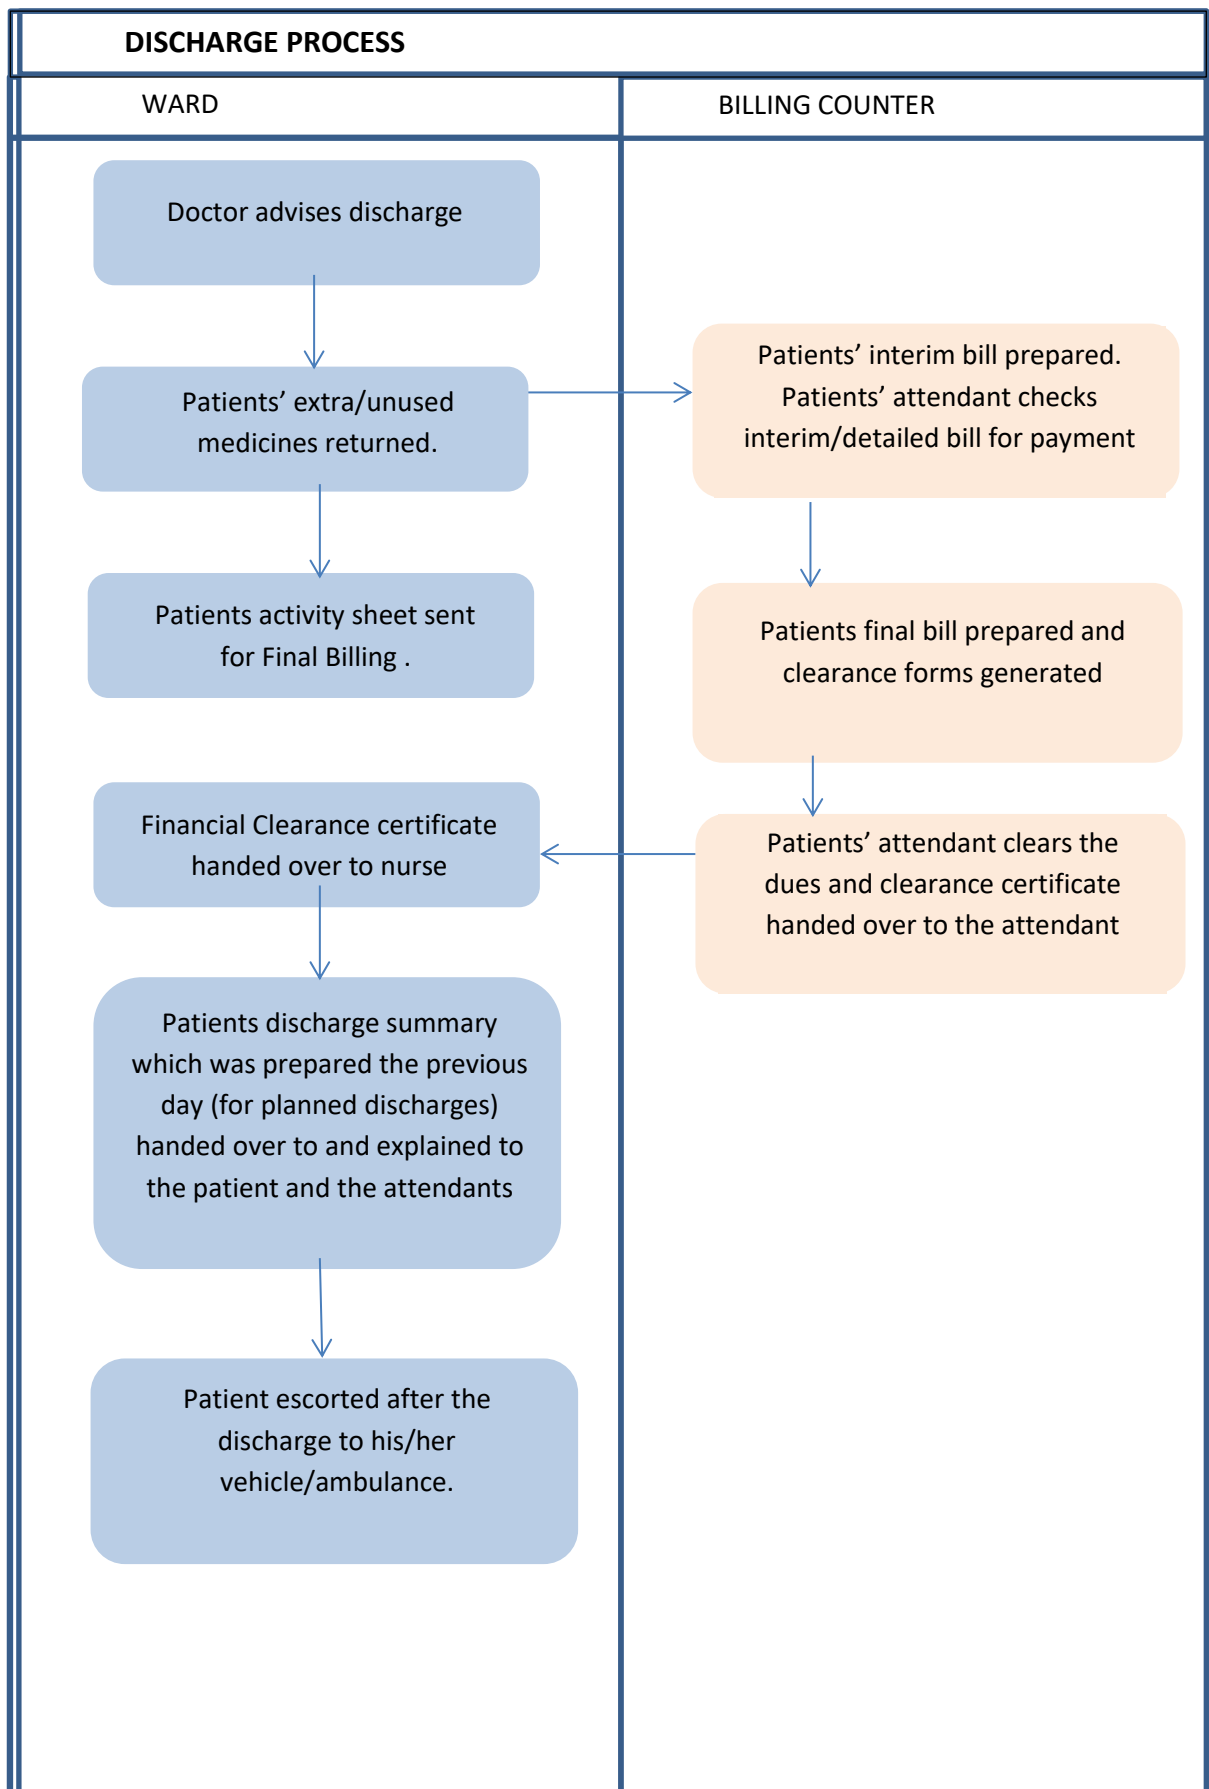 DISCHARGE PROCESS
WARD
BILLING COUNTER
Doctor advises discharge
Patients’ extra/unused
medicines returned.
Patients’ interim bill prepared.
Patients’ attendant checks
interim/detailed bill for payment
Patients activity sheet sent
for Final Billing .
Patients final bill prepared and
clearance forms generated
Financial Clearance certificate
handed over to nurse
Patients’ attendant clears the
dues and clearance certificate
handed over to the attendant
Patients discharge summary
which was prepared the previous
day (for planned discharges)
handed over to and explained to
the patient and the attendants
Patient escorted after the
discharge to his/her
vehicle/ambulance.